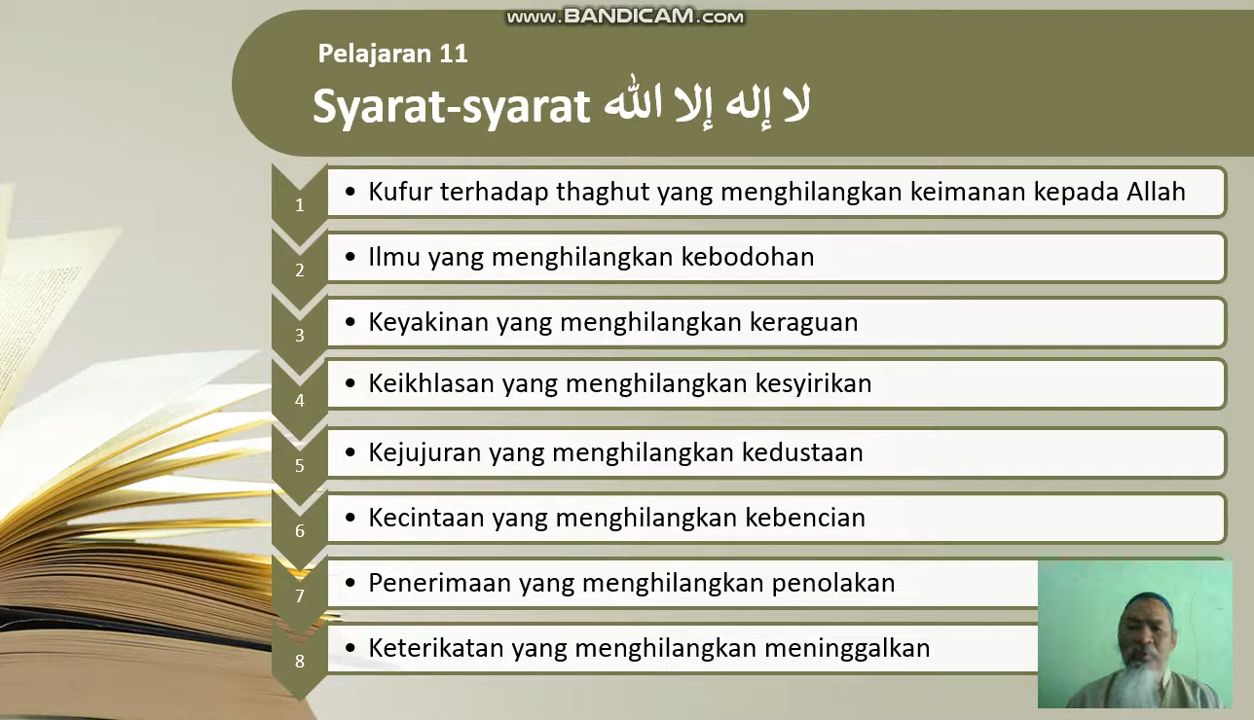 www.BANDICAM.com
Pelajaran 11
Syarat-syarat لا إله إلا الله
1 • Kufur terhadap thaghut yang menghilangkan keimanan kepada Allah
2 • Ilmu yang menghilangkan kebodohan
3 • Keyakinan yang menghilangkan keraguan
4 • Keikhlasan yang menghilangkan kesyirikan
5 • Kejujuran yang menghilangkan kedustaan
6 • Kecintaan yang menghilangkan kebencian
7 • Penerimaan yang menghilangkan penolakan
8 • Keterikatan yang menghilangkan meninggalkan